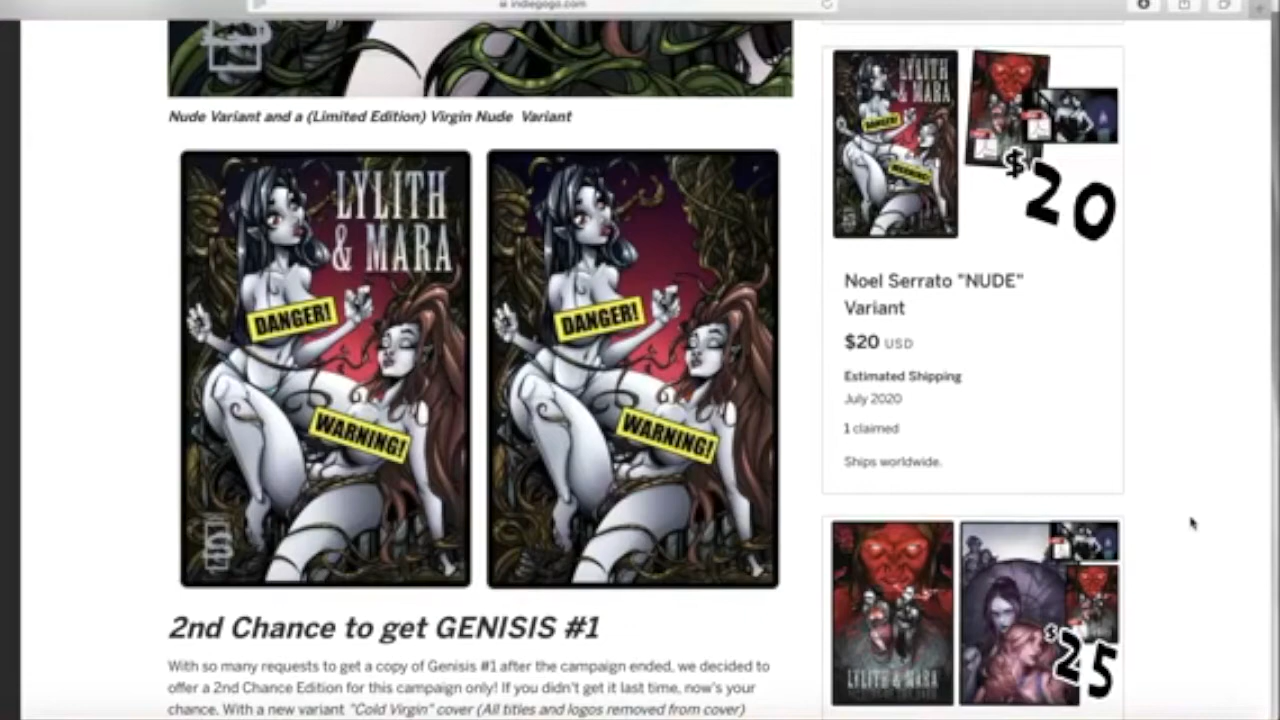 indiegogo.com
Nude Variant and a (Limited Edition) Virgin Nude Variant
LYLITH
& MARA
DANGER!
WARNING!
DANGER!
WARNING!
2nd Chance to get GENISIS #1
With so many requests to get a copy of Genisis #1 after the campaign ended, we decided to
offer a 2nd Chance Edition for this campaign only! If you didn't get it last time, now's your
chance. With a new variant "Cold Virgin" cover (All titles and logos removed from cover)
LYLITH
& MARA
DANGER!
WARNING!
$20
Noel Serrato "NUDE"
Variant
$20 USD
Estimated Shipping
July 2020
1 claimed
Ships worldwide.
$25
LYLITH & MARA